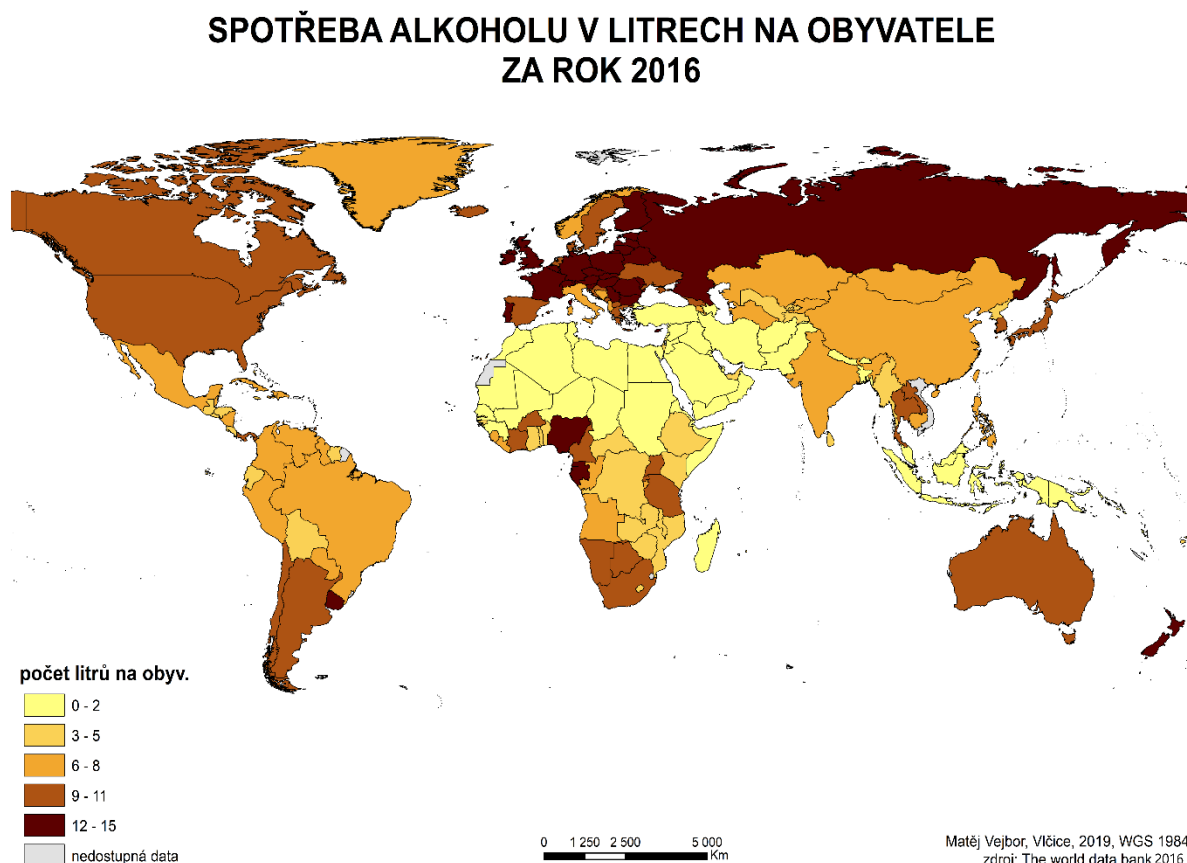 SPOTŘEBA ALKOHOLU V LITRECH NA OBYVATELE
ZA ROK 2016
počet litrů na obyv.
0 - 2
3 - 5
6 - 8
9 - 11
12 - 15
nedostupná data
0 1 250 2 500 5 000
Km
Matěj Vejbor, Vlčice, 2019, WGS 1984
zdroj: The world data bank 2016